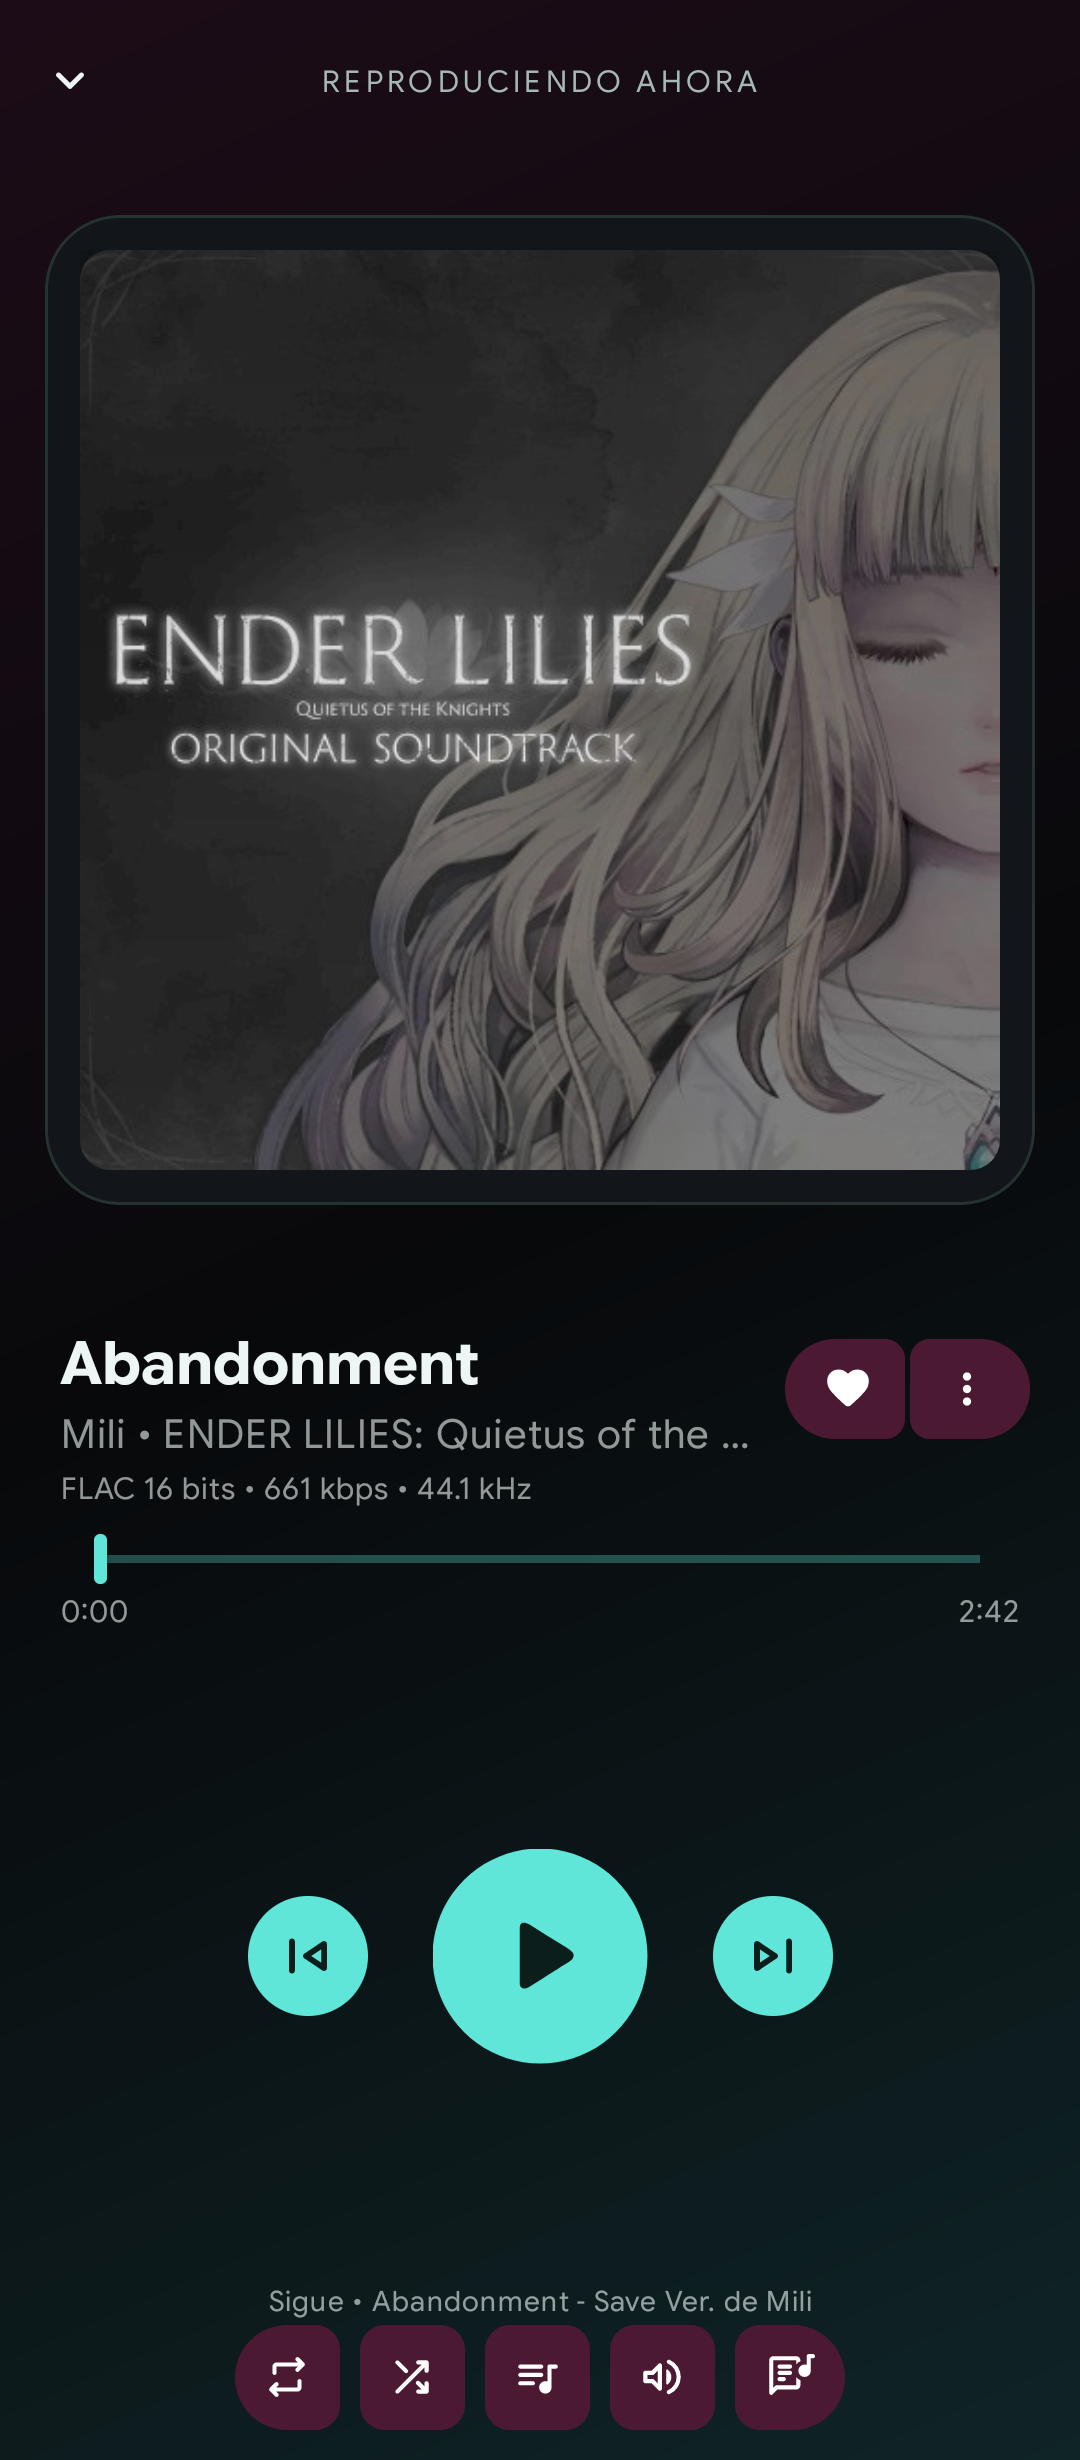 REPRODUCIENDO AHORA
ENDER LILIES
QUIETUS OF THE KNIGHTS
ORIGINAL SOUNDTRACK
Abandonment
Mili • ENDER LILIES: Quietus of the ...
FLAC 16 bits • 661 kbps • 44.1 kHz
0:00 2:42
Sigue • Abandonment - Save Ver. de Mili